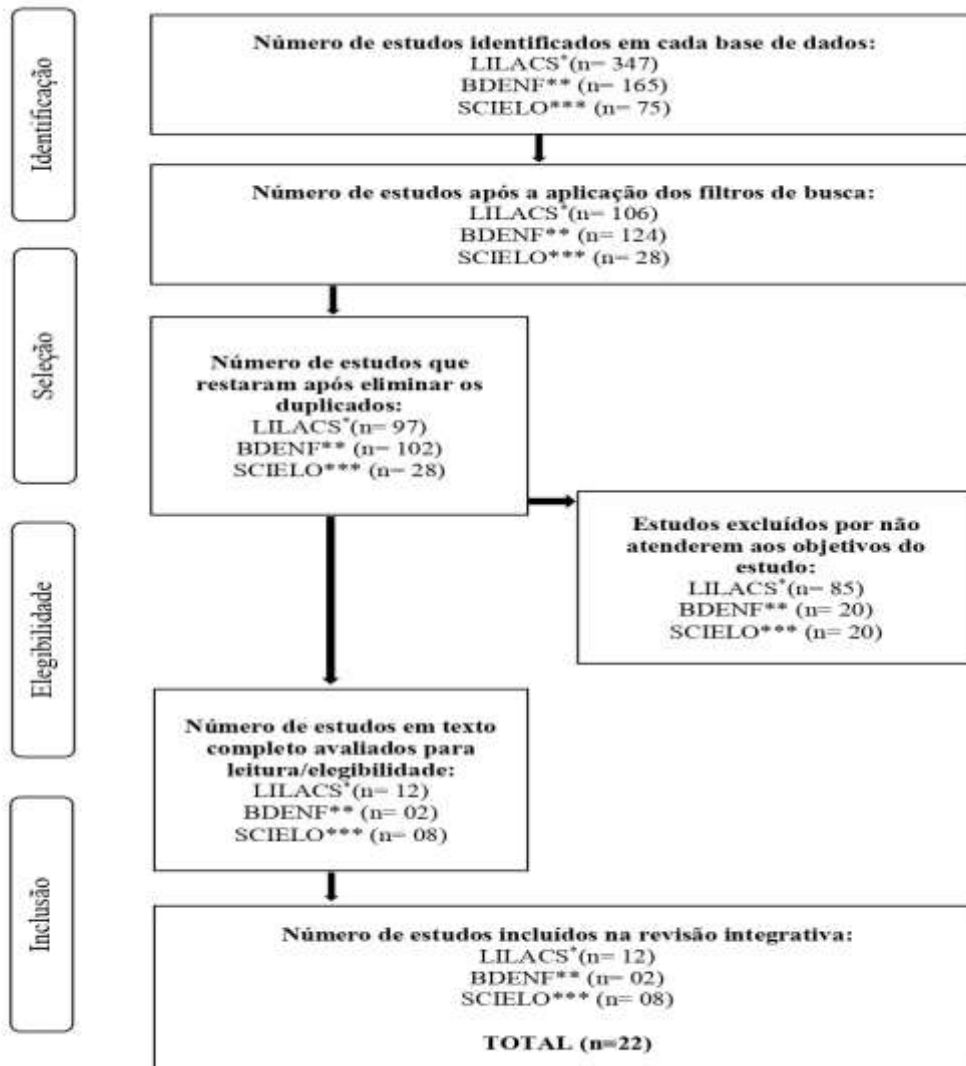 Identificação
Número de estudos identificados em cada base de dados:
LILACS*(n= 347)
BDENF** (n= 165)
SCIELO*** (n= 75)
Número de estudos após a aplicação dos filtros de busca:
LILACS*(n= 106)
BDENF** (n= 124)
SCIELO*** (n= 28)
Seleção
Número de estudos que
restaram após eliminar os
duplicados:
LILACS*(n= 97)
BDENF** (n= 102)
SCIELO*** (n= 28)
Estudos excluídos por não
atenderem aos objetivos do
estudo:
LILACS*(n= 85)
BDENF** (n= 20)
SCIELO*** (n= 20)
Elegibilidade
Número de estudos em texto
completo avaliados para
leitura/elegibilidade:
LILACS*(n= 12)
BDENF** (n= 02)
SCIELO*** (n= 08)
Inclusão
Número de estudos incluídos na revisão integrativa:
LILACS*(n= 12)
BDENF** (n= 02)
SCIELO*** (n= 08)
TOTAL (n=22)